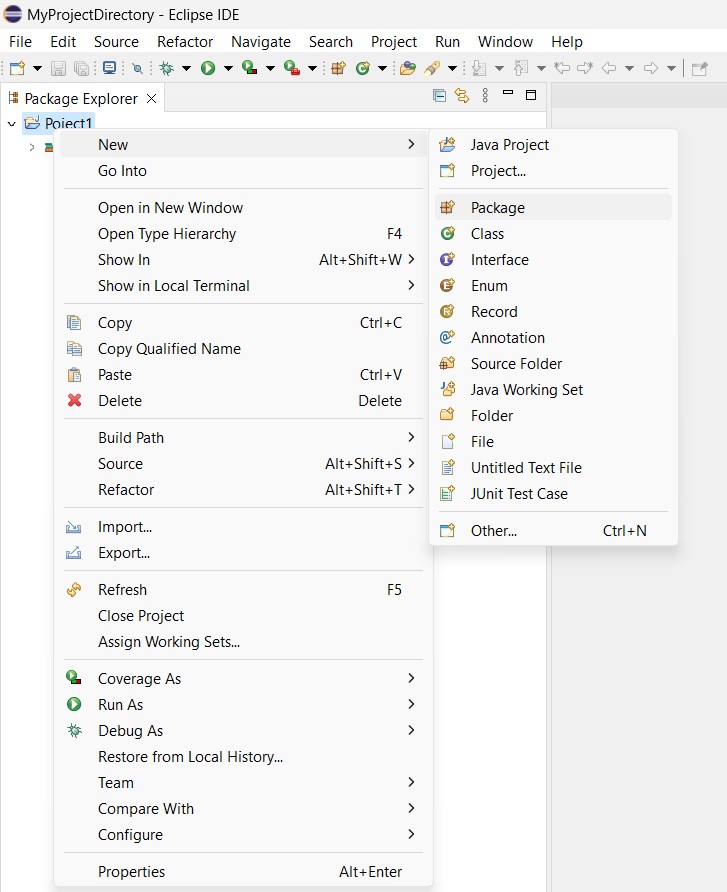 MyProjectDirectory - Eclipse IDE
File Edit Source Refactor Navigate Search Project Run Window Help
Package Explorer
Poject1
New
Go Into
Open in New Window
Open Type Hierarchy F4
Show In Alt+Shift+W
Show in Local Terminal
Copy Ctrl+C
Copy Qualified Name
Paste Ctrl+V
Delete Delete
Build Path
Source Alt+Shift+S
Refactor Alt+Shift+T
Import...
Export...
Refresh F5
Close Project
Assign Working Sets...
Coverage As
Run As
Debug As
Restore from Local History...
Team
Compare With
Configure
Properties Alt+Enter
Java Project
Project...
Package
Class
Interface
Enum
Record
Annotation
Source Folder
Java Working Set
Folder
File
Untitled Text File
JUnit Test Case
Other... Ctrl+N